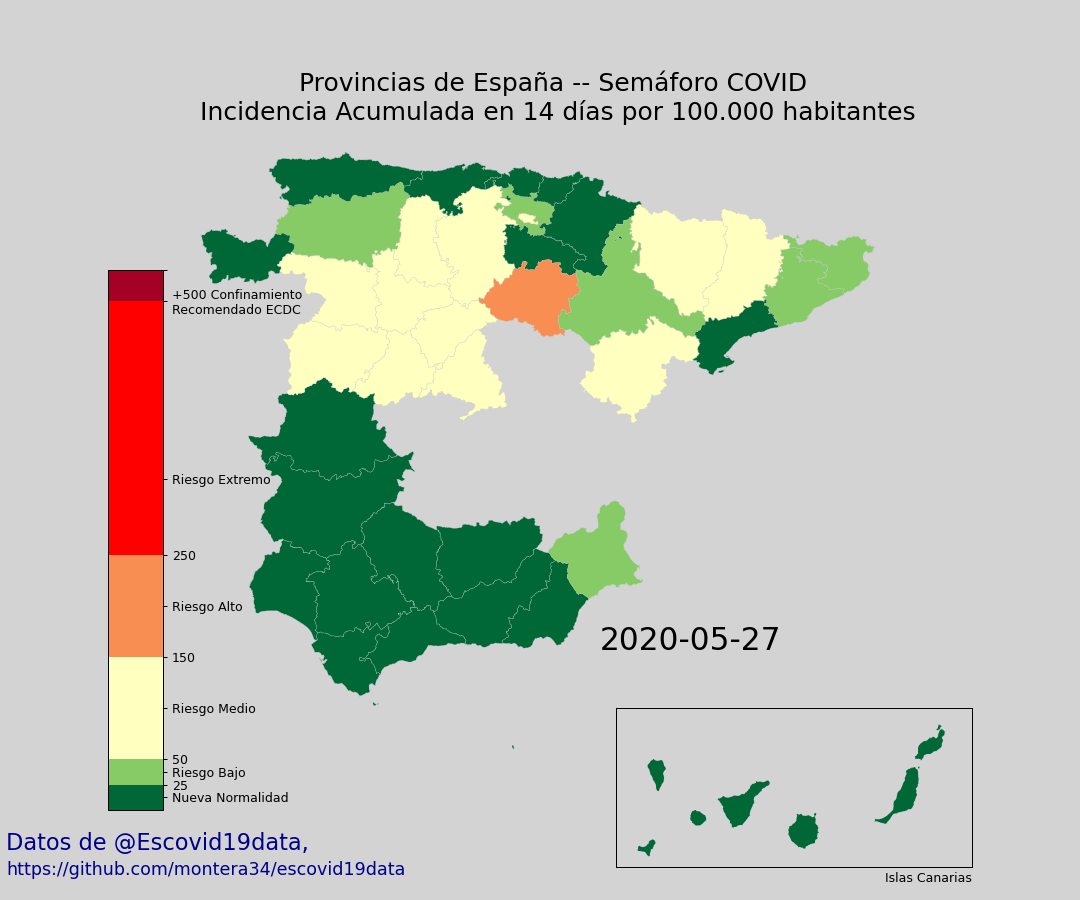 Provincias de España -- Semáforo COVID
Incidencia Acumulada en 14 días por 100.000 habitantes
+500 Confinamiento
Recomendado ECDC
Riesgo Extremo
250
Riesgo Alto
150
Riesgo Medio
50
Riesgo Bajo
25
Nueva Normalidad
2020-05-27
Islas Canarias
Datos de @Escovid19data,
https://github.com/montera34/escovid19data